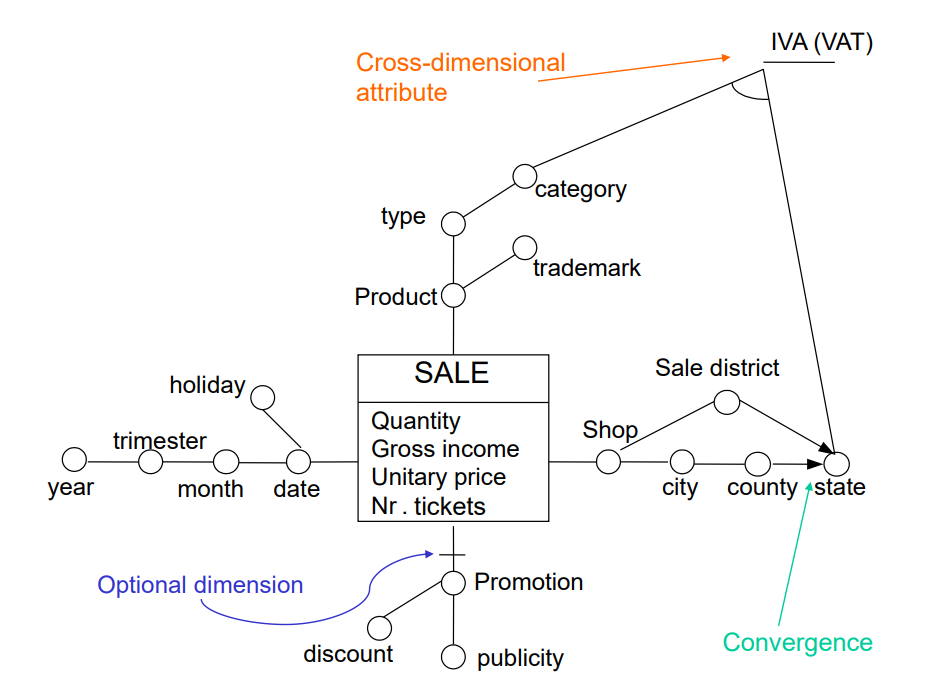 IVA (VAT)
Cross-dimensional
attribute
category
type
trademark
Product
SALE
Quantity
Gross income
Unitary price
Nr . tickets
holiday
trimester
year
month
date
Sale district
Shop
city
county
state
Optional dimension
Promotion
discount
publicity
Convergence